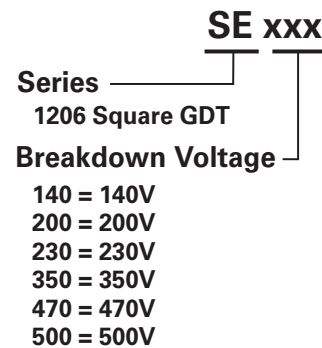 SE xxx
Series
1206 Square GDT
Breakdown Voltage
140 = 140V
200 = 200V
230 = 230V
350 = 350V
470 = 470V
500 = 500V